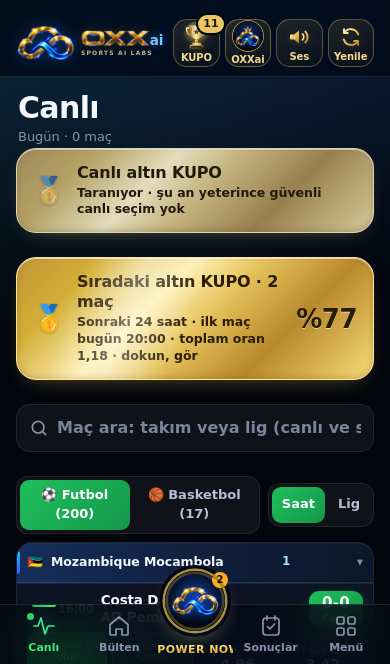 OXXai
SPORTS AI LABS
11
KUPO
OXXai
Ses
Yenile
Canlı
Bugün · 0 maç
Canlı altın KUPO
Taranıyor · şu an yeterince güvenli
canlı seçim yok
Sıradaki altın KUPO · 2
maç
Sonraki 24 saat · ilk maç
bugün 20:00 · toplam oran
1,18 · dokun, gör
%77
Maç ara: takım veya lig (canlı ve s
Futbol
(200)
Basketbol
(17)
Saat
Lig
Mozambique Mocambola
1
16:00
Costa D
0-0
2
Canlı
Bülten
POWER NOW
Sonuçlar
Menü